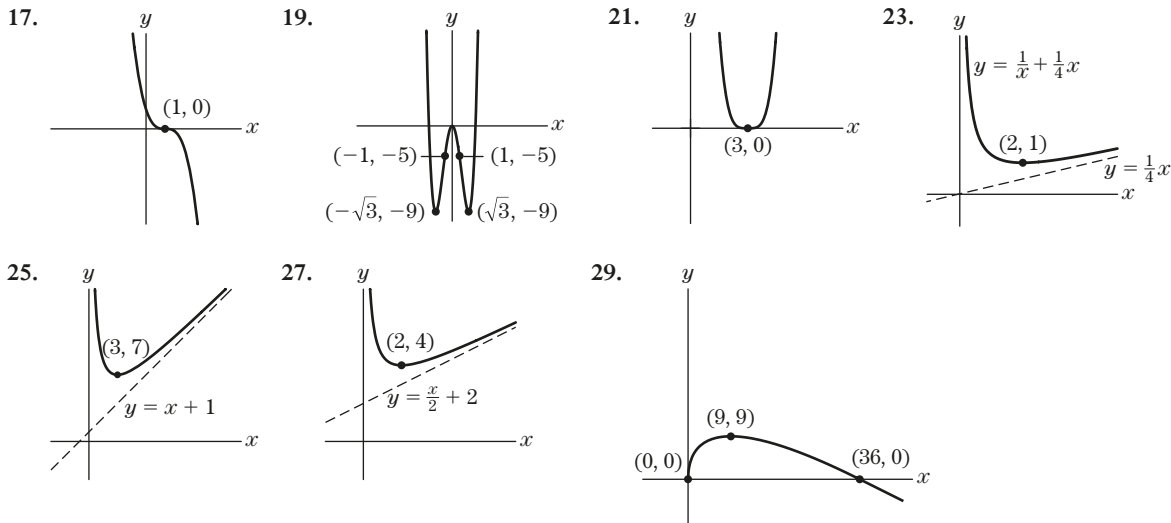 17.
y
(1, 0)
x
19.
y
x
(−1, −5)
(1, −5)
(−√3, −9)
(√3, −9)
21.
y
x
(3, 0)
23.
y
y = 1/x + 1/4 x
(2, 1)
y = 1/4 x
x
25.
y
(3, 7)
y = x + 1
x
27.
y
(2, 4)
y = x/2 + 2
x
29.
y
(9, 9)
(0, 0)
(36, 0)
x